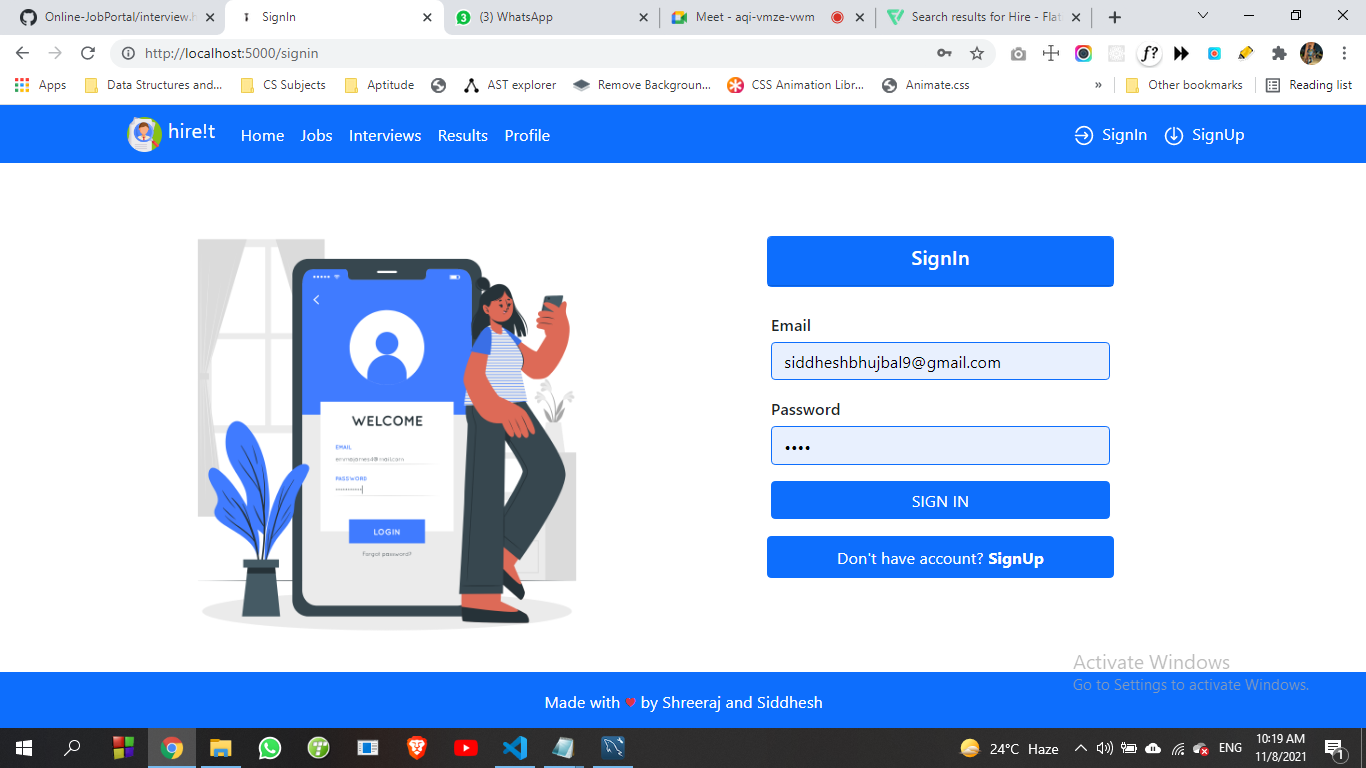 Online-JobPortal/interview.h
SignIn
(3) WhatsApp
Meet - aqi-vmze-vwm
Search results for Hire - Flat
http://localhost:5000/signin
f?
Apps
Data Structures and...
CS Subjects
Aptitude
AST explorer
Remove Backgroun...
CSS Animation Libr...
Animate.css
»
Other bookmarks
Reading list
hire!t
Home
Jobs
Interviews
Results
Profile
SignIn
SignUp
WELCOME
EMAIL
PASSWORD
LOGIN
Forgot password?
SignIn
Email
siddheshbhujbal9@gmail.com
Password
••••
SIGN IN
Don't have account? SignUp
Activate Windows
Go to Settings to activate Windows.
Made with ♥ by Shreeraj and Siddhesh
24°C Haze
ENG
10:19 AM
11/8/2021
1